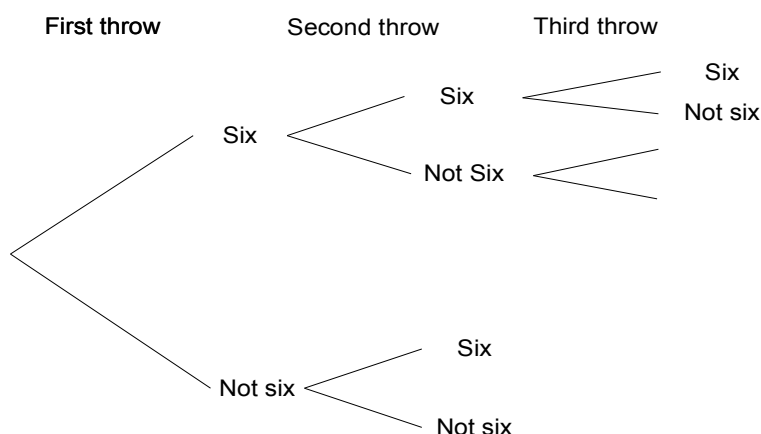 First throw Second throw Third throw
Six
Six
Not six
Six
Not Six
Six
Not six
Not six